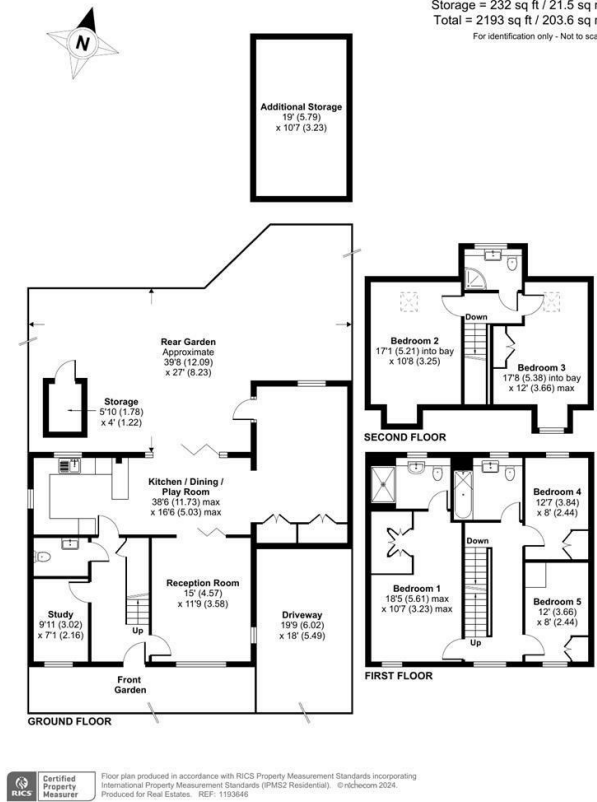 Storage = 232 sq ft / 21.5 sq
Total = 2193 sq ft / 203.6 sq
For identification only - Not to
N
Additional Storage
19' (5.79)
x 10'7 (3.23)
Rear Garden
Approximate
39'8 (12.09)
x 27' (8.23)
Storage
5'10 (1.78)
x 4' (1.22)
Kitchen / Dining /
Play Room
38'6 (11.73) max
x 16'6 (5.03) max
Reception Room
15' (4.57)
x 11'9 (3.58)
Study
9'11 (3.02)
x 7'1 (2.16)
Up
Driveway
19'9 (6.02)
x 18' (5.49)
Front
Garden
GROUND FLOOR
Down
Bedroom 2
17'1 (5.21) into bay
x 10'8 (3.25)
Bedroom 3
17'8 (5.38) into bay
x 12' (3.66) max
SECOND FLOOR
Bedroom 4
12'7 (3.84)
x 8' (2.44)
Down
Bedroom 1
18'5 (5.61) max
x 10'7 (3.23) max
Bedroom 5
12' (3.66)
x 8' (2.44)
Up
FIRST FLOOR
RICS
Certified
Property
Measurer
Floor plan produced in accordance with RICS Property Measurement Standards incorporating
International Property Measurement Standards (IPMS2 Residential). © nichecom 2024.
Produced for Real Estates. REF: 1193646